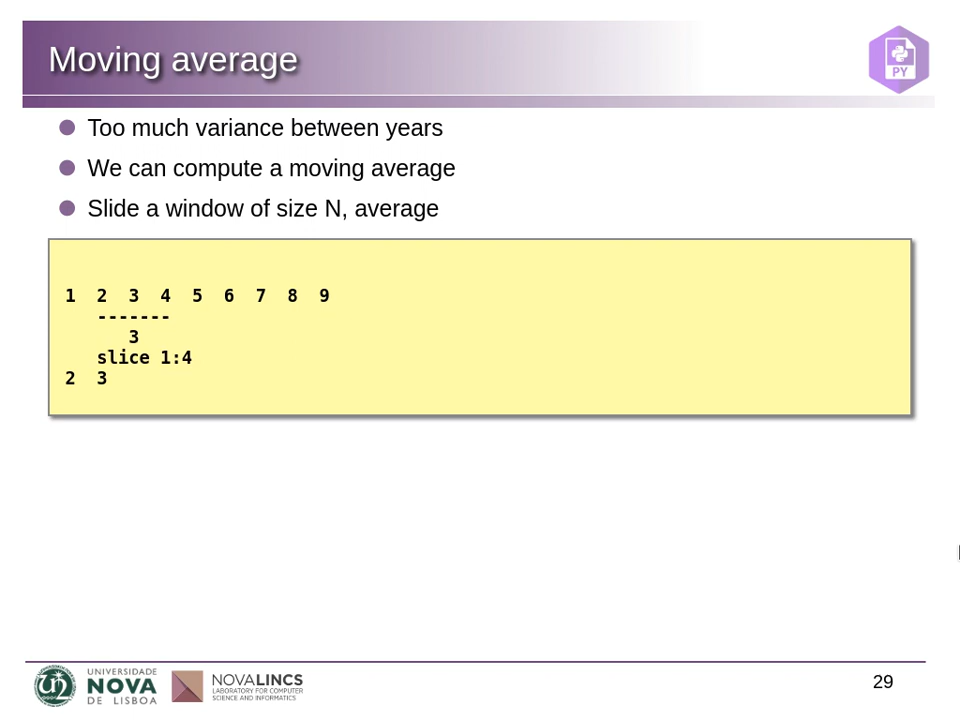 Moving average
PY
Too much variance between years
We can compute a moving average
Slide a window of size N, average
1  2  3  4  5  6  7  8  9
   -------
      3
   slice 1:4
2  3
UNIVERSIDADE
NOVA
DE LISBOA
NOVALINCS
LABORATORY FOR COMPUTER
SCIENCE AND INFORMATICS
29